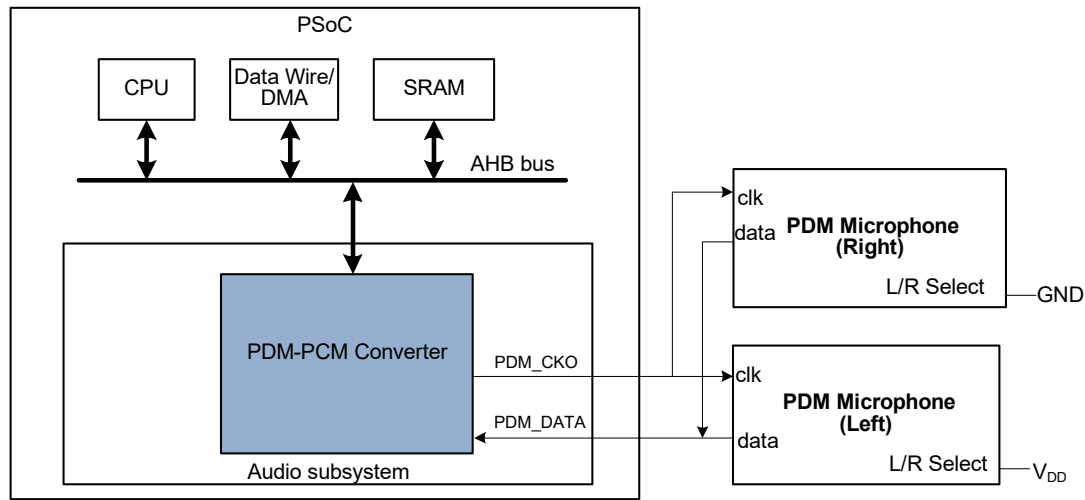 PSoC
CPU
Data Wire/
DMA
SRAM
AHB bus
PDM-PCM Converter
Audio subsystem
PDM_CKO
PDM_DATA
clk
data
PDM Microphone
(Right)
L/R Select
GND
clk
data
PDM Microphone
(Left)
L/R Select
VDD